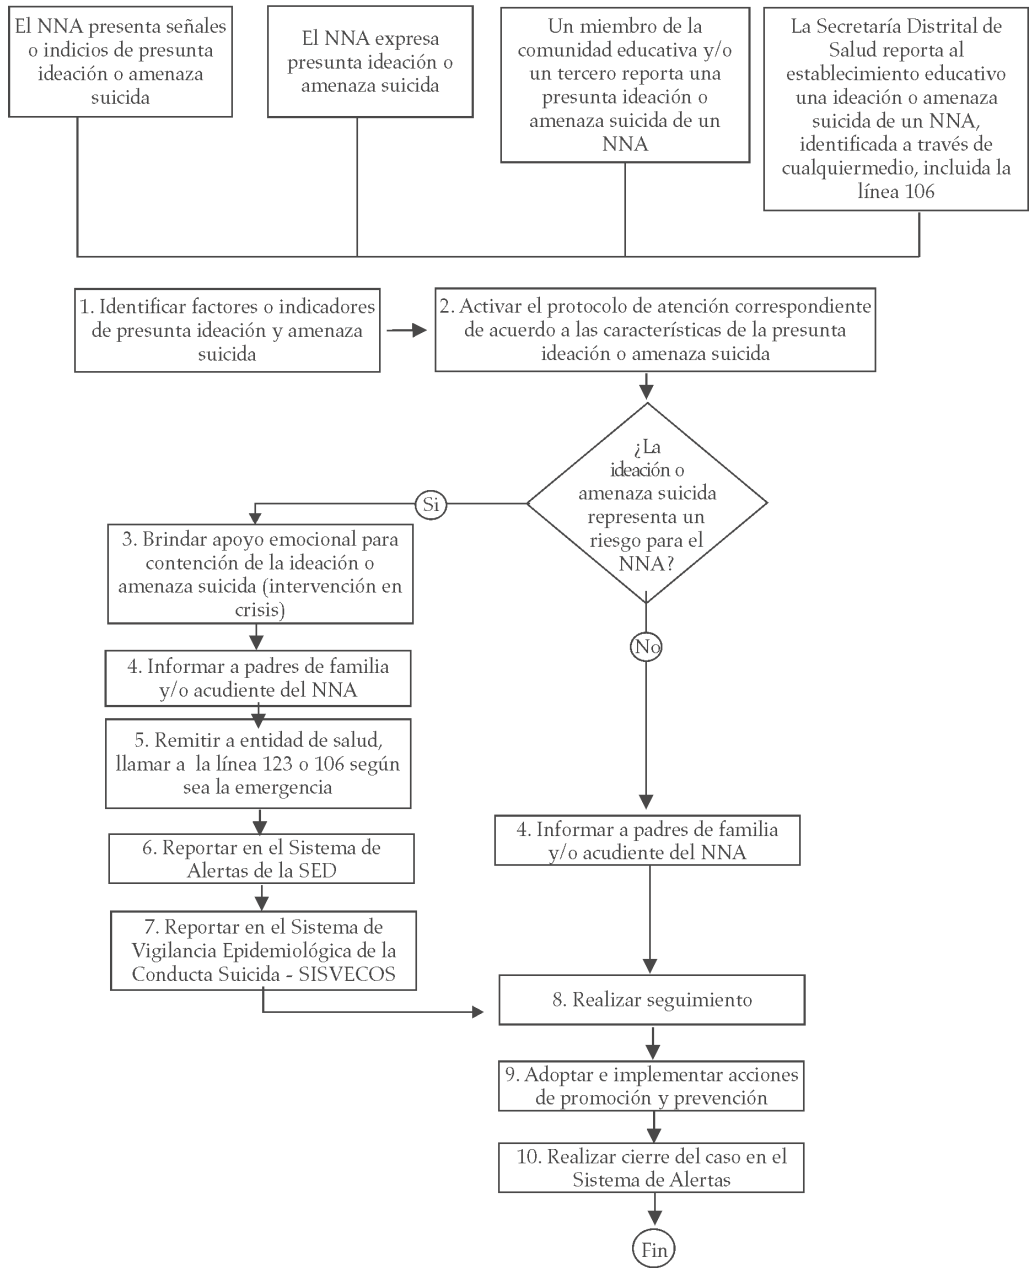 El NNA presenta señales
o indicios de presunta
ideación o amenaza
suicida
El NNA expresa
presunta ideación o
amenaza suicida
Un miembro de la
comunidad educativa y/o
un tercero reporta una
presunta ideación o
amenaza suicida de un
NNA
La Secretaría Distrital de
Salud reporta al
establecimiento educativo
una ideación o amenaza
suicida de un NNA,
identificada a través de
cualquiermedio, incluida la
línea 106
1. Identificar factores o indicadores
de presunta ideación y amenaza
suicida
2. Activar el protocolo de atención correspondiente
de acuerdo a las características de la presunta
ideación o amenaza suicida
¿La
ideación o
amenaza suicida
representa un
riesgo para el
NNA?
Si
No
3. Brindar apoyo emocional para
contención de la ideación o
amenaza suicida (intervención en
crisis)
4. Informar a padres de familia
y/o acudiente del NNA
5. Remitir a entidad de salud,
llamar a la línea 123 o 106 según
sea la emergencia
6. Reportar en el Sistema de
Alertas de la SED
7. Reportar en el Sistema de
Vigilancia Epidemiológica de la
Conducta Suicida - SISVECOS
4. Informar a padres de familia
y/o acudiente del NNA
8. Realizar seguimiento
9. Adoptar e implementar acciones
de promoción y prevención
10. Realizar cierre del caso en el
Sistema de Alertas
Fin